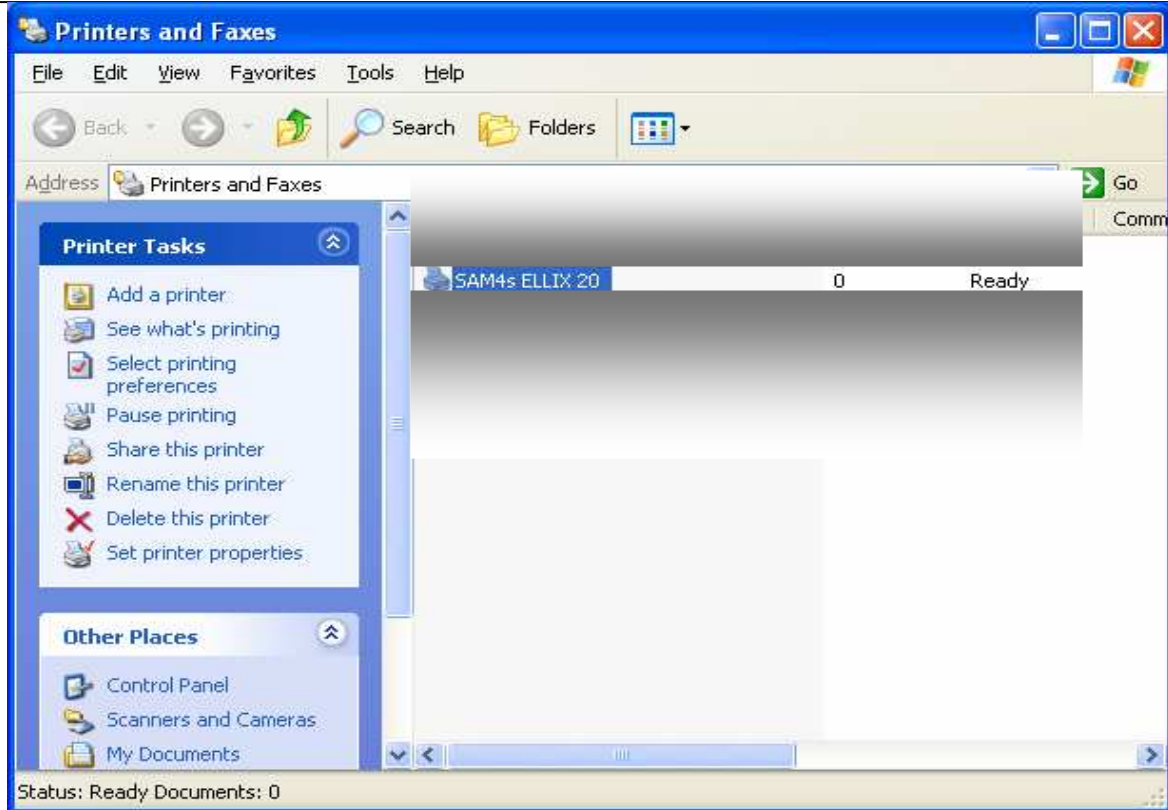 Printers and Faxes
File Edit View Favorites Tools Help
Back Search Folders
Address Printers and Faxes Go
Comm
Printer Tasks
SAM4s ELLIX 20 0 Ready
Add a printer
See what's printing
Select printing
preferences
Pause printing
Share this printer
Rename this printer
Delete this printer
Set printer properties
Other Places
Control Panel
Scanners and Cameras
My Documents
Status: Ready Documents: 0